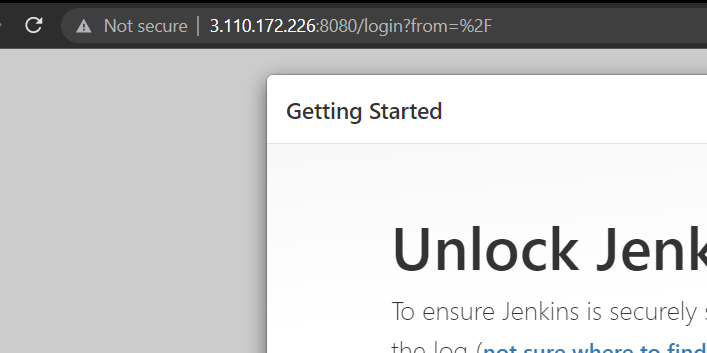 Not secure | 3.110.172.226:8080/login?from=%2F
Getting Started
Unlock Jenk
To ensure Jenkins is securely s
the log (not sure where to find